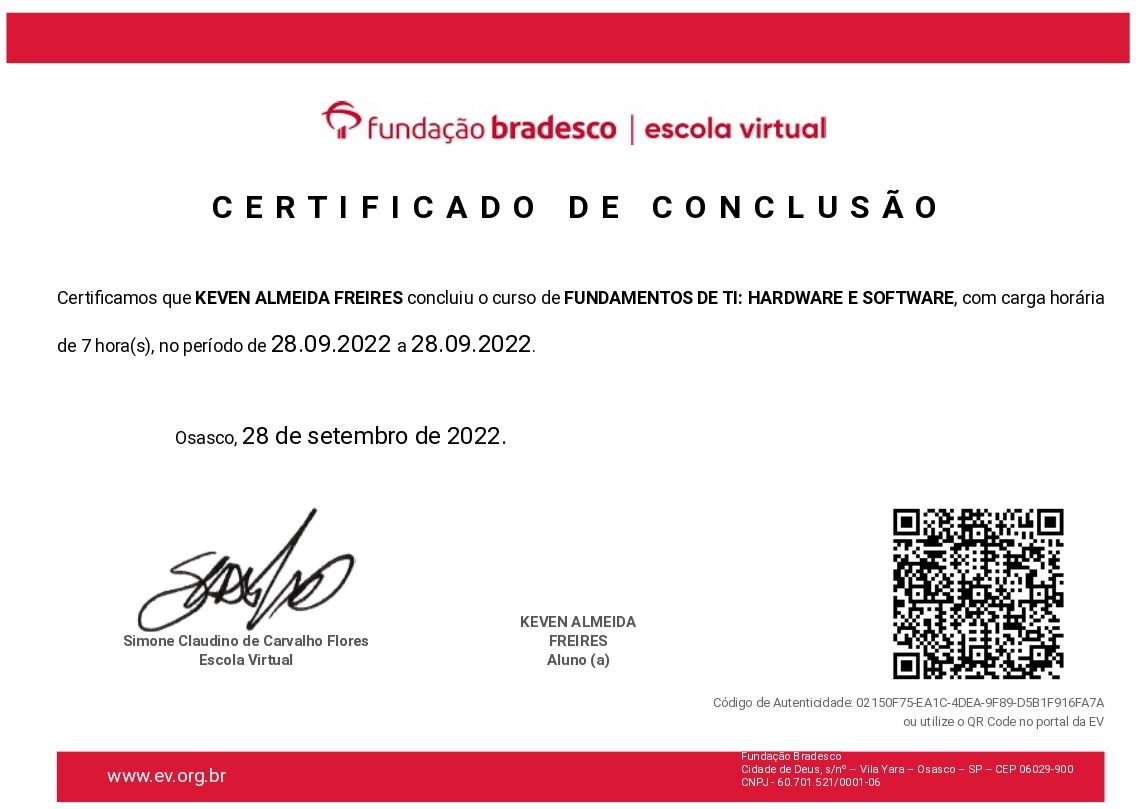 fundação bradesco | escola virtual
CERTIFICADO DE CONCLUSÃO
Certificamos que KEVEN ALMEIDA FREIRES concluiu o curso de FUNDAMENTOS DE TI: HARDWARE E SOFTWARE, com carga horária
de 7 hora(s), no período de 28.09.2022 a 28.09.2022.
Osasco, 28 de setembro de 2022.
Simone Claudino de Carvalho Flores
Escola Virtual
KEVEN ALMEIDA
FREIRES
Aluno (a)
Código de Autenticidade: 02150F75-EA1C-4DEA-9F89-D5B1F916FA7A
ou utilize o QR Code no portal da EV
www.ev.org.br
Fundação Bradesco
Cidade de Deus, s/nº – Vila Yara – Osasco – SP – CEP 06029-900
CNPJ - 60.701.521/0001-06